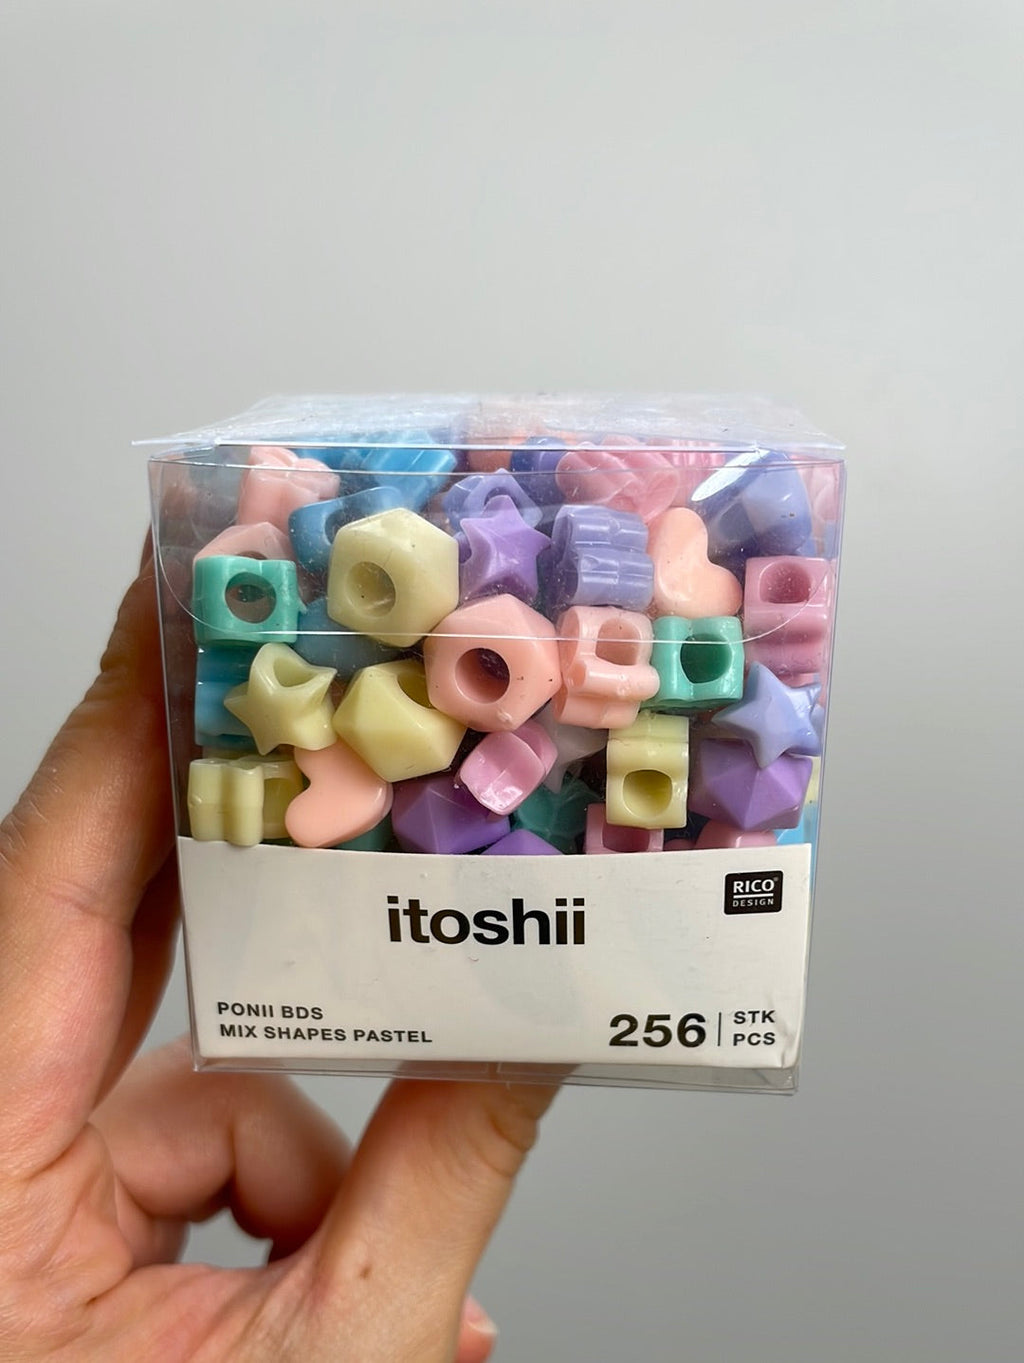 RICO
DESIGN
itoshii
PONII BDS
MIX SHAPES PASTEL
256 STK
PCS